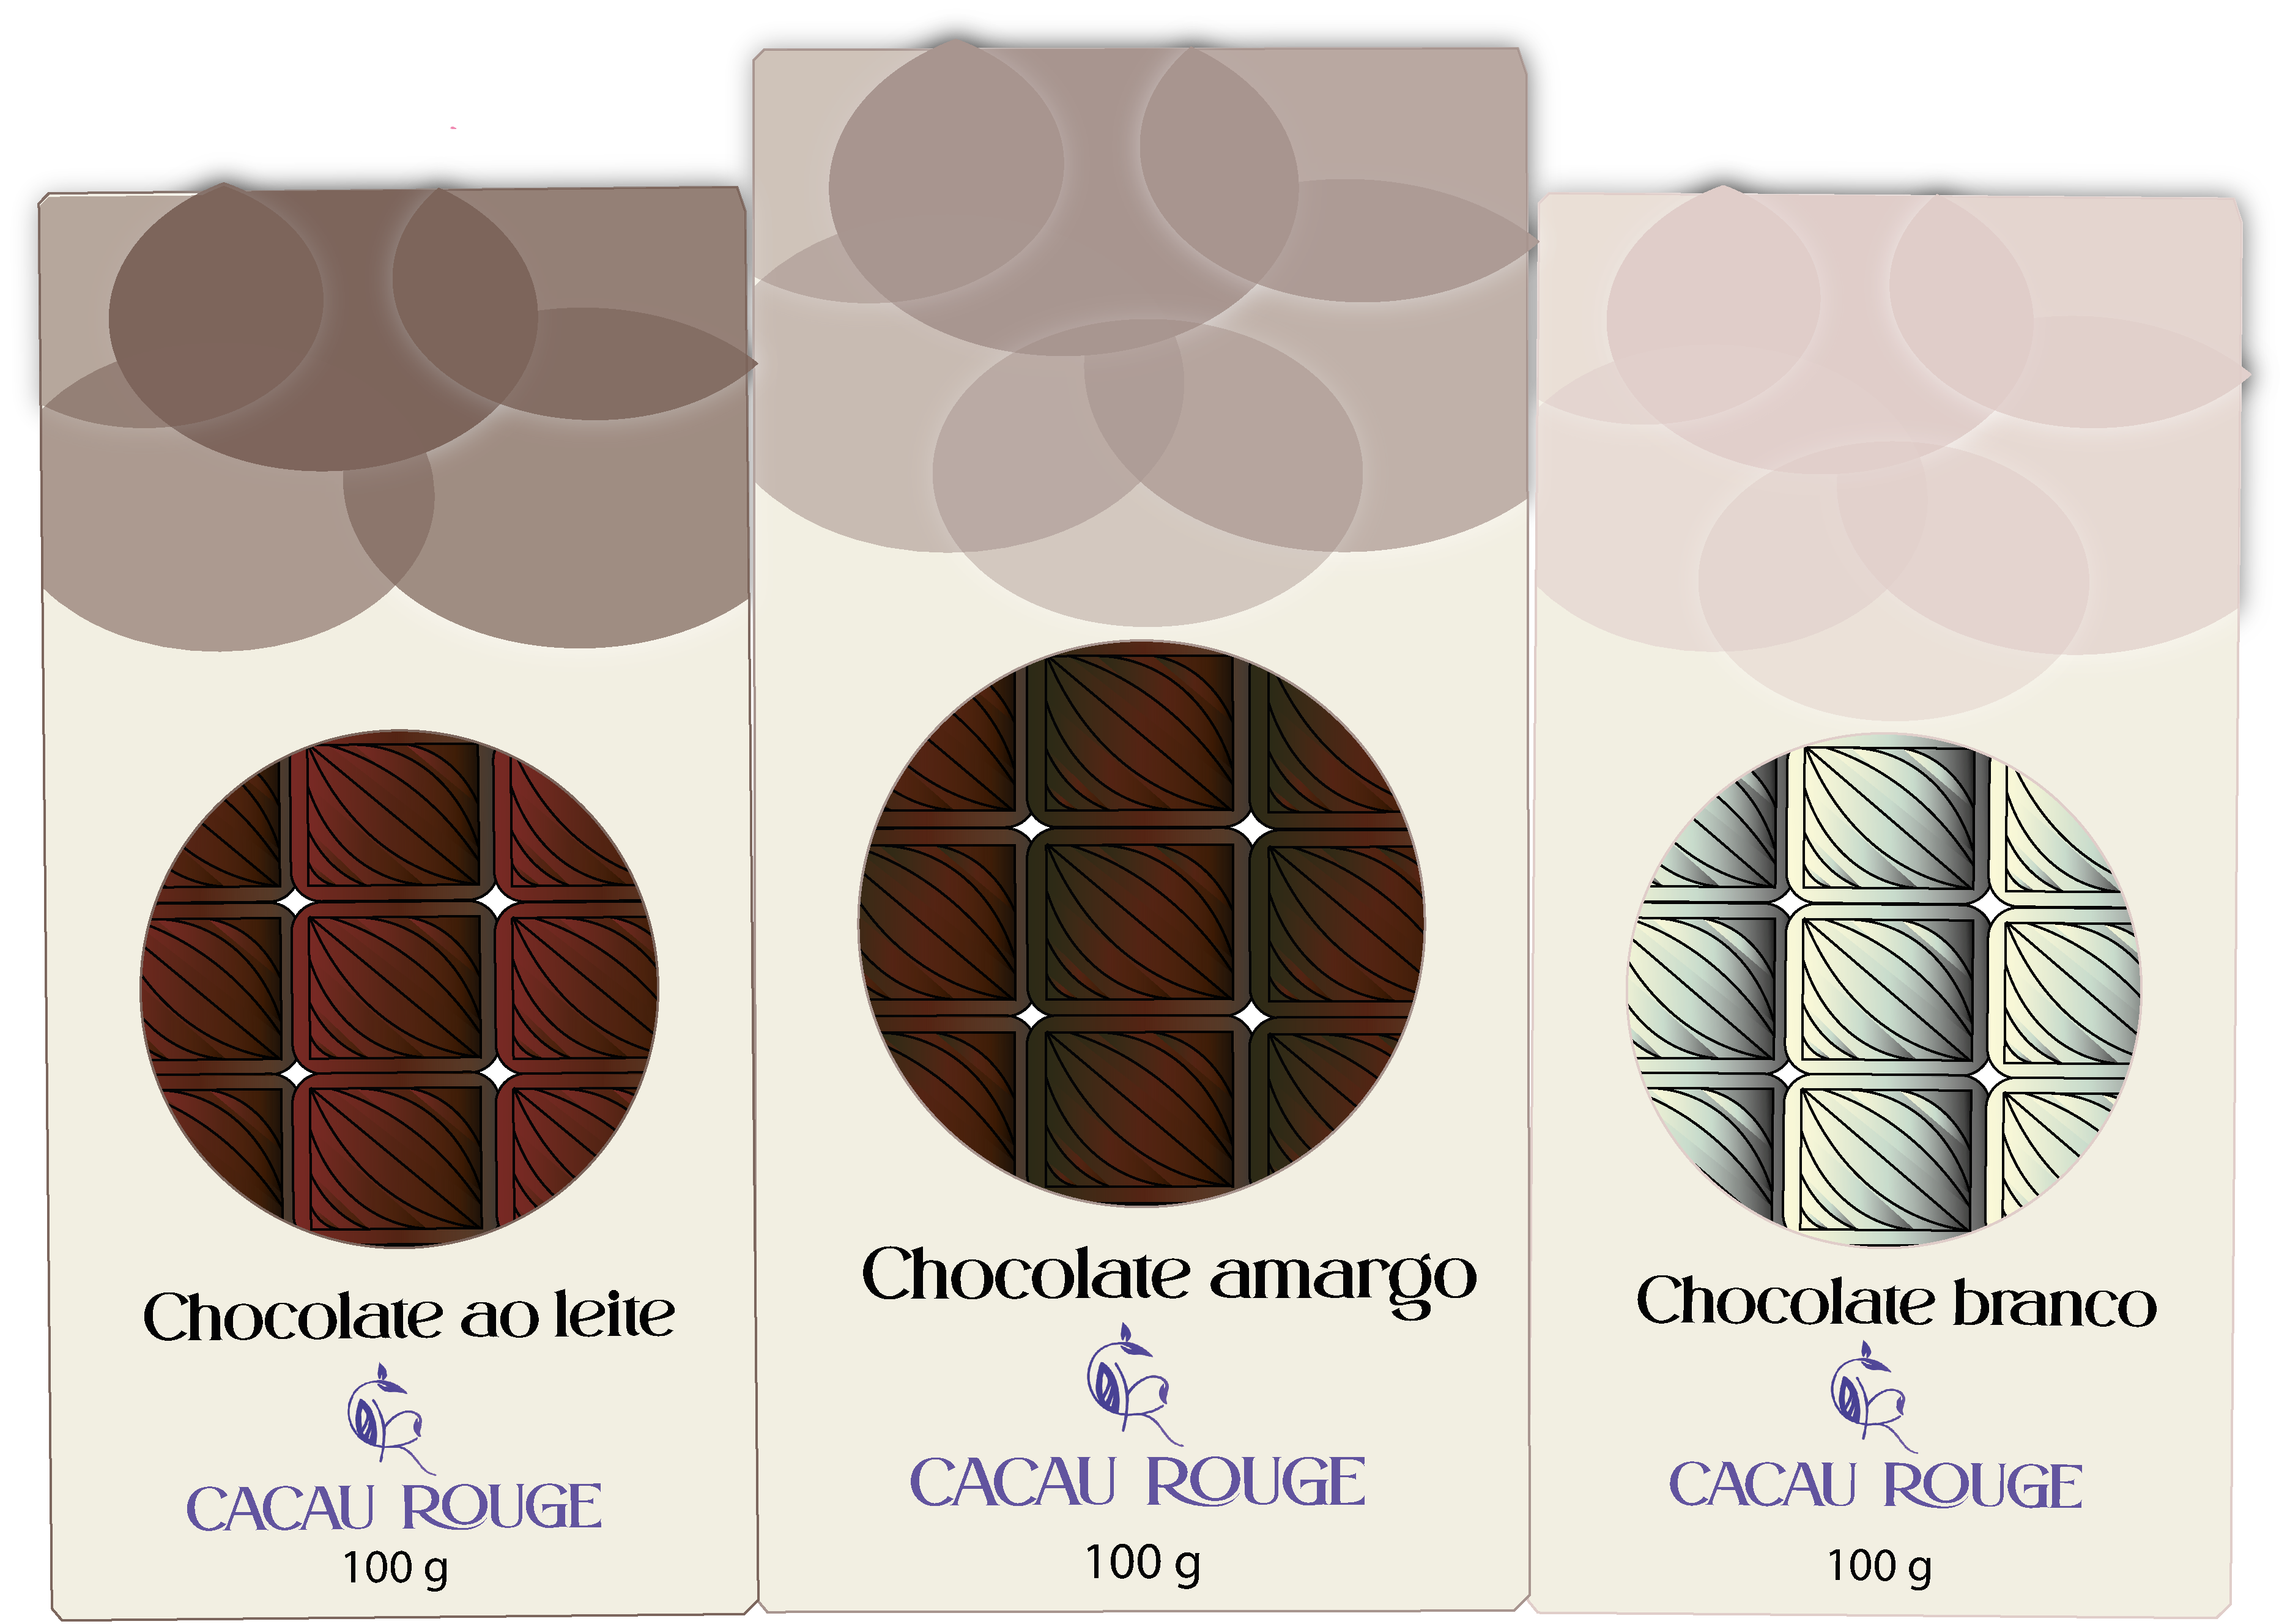 Chocolate ao leite
CACAU ROUGE
100 g
Chocolate amargo
CACAU ROUGE
100 g
Chocolate branco
CACAU ROUGE
100 g